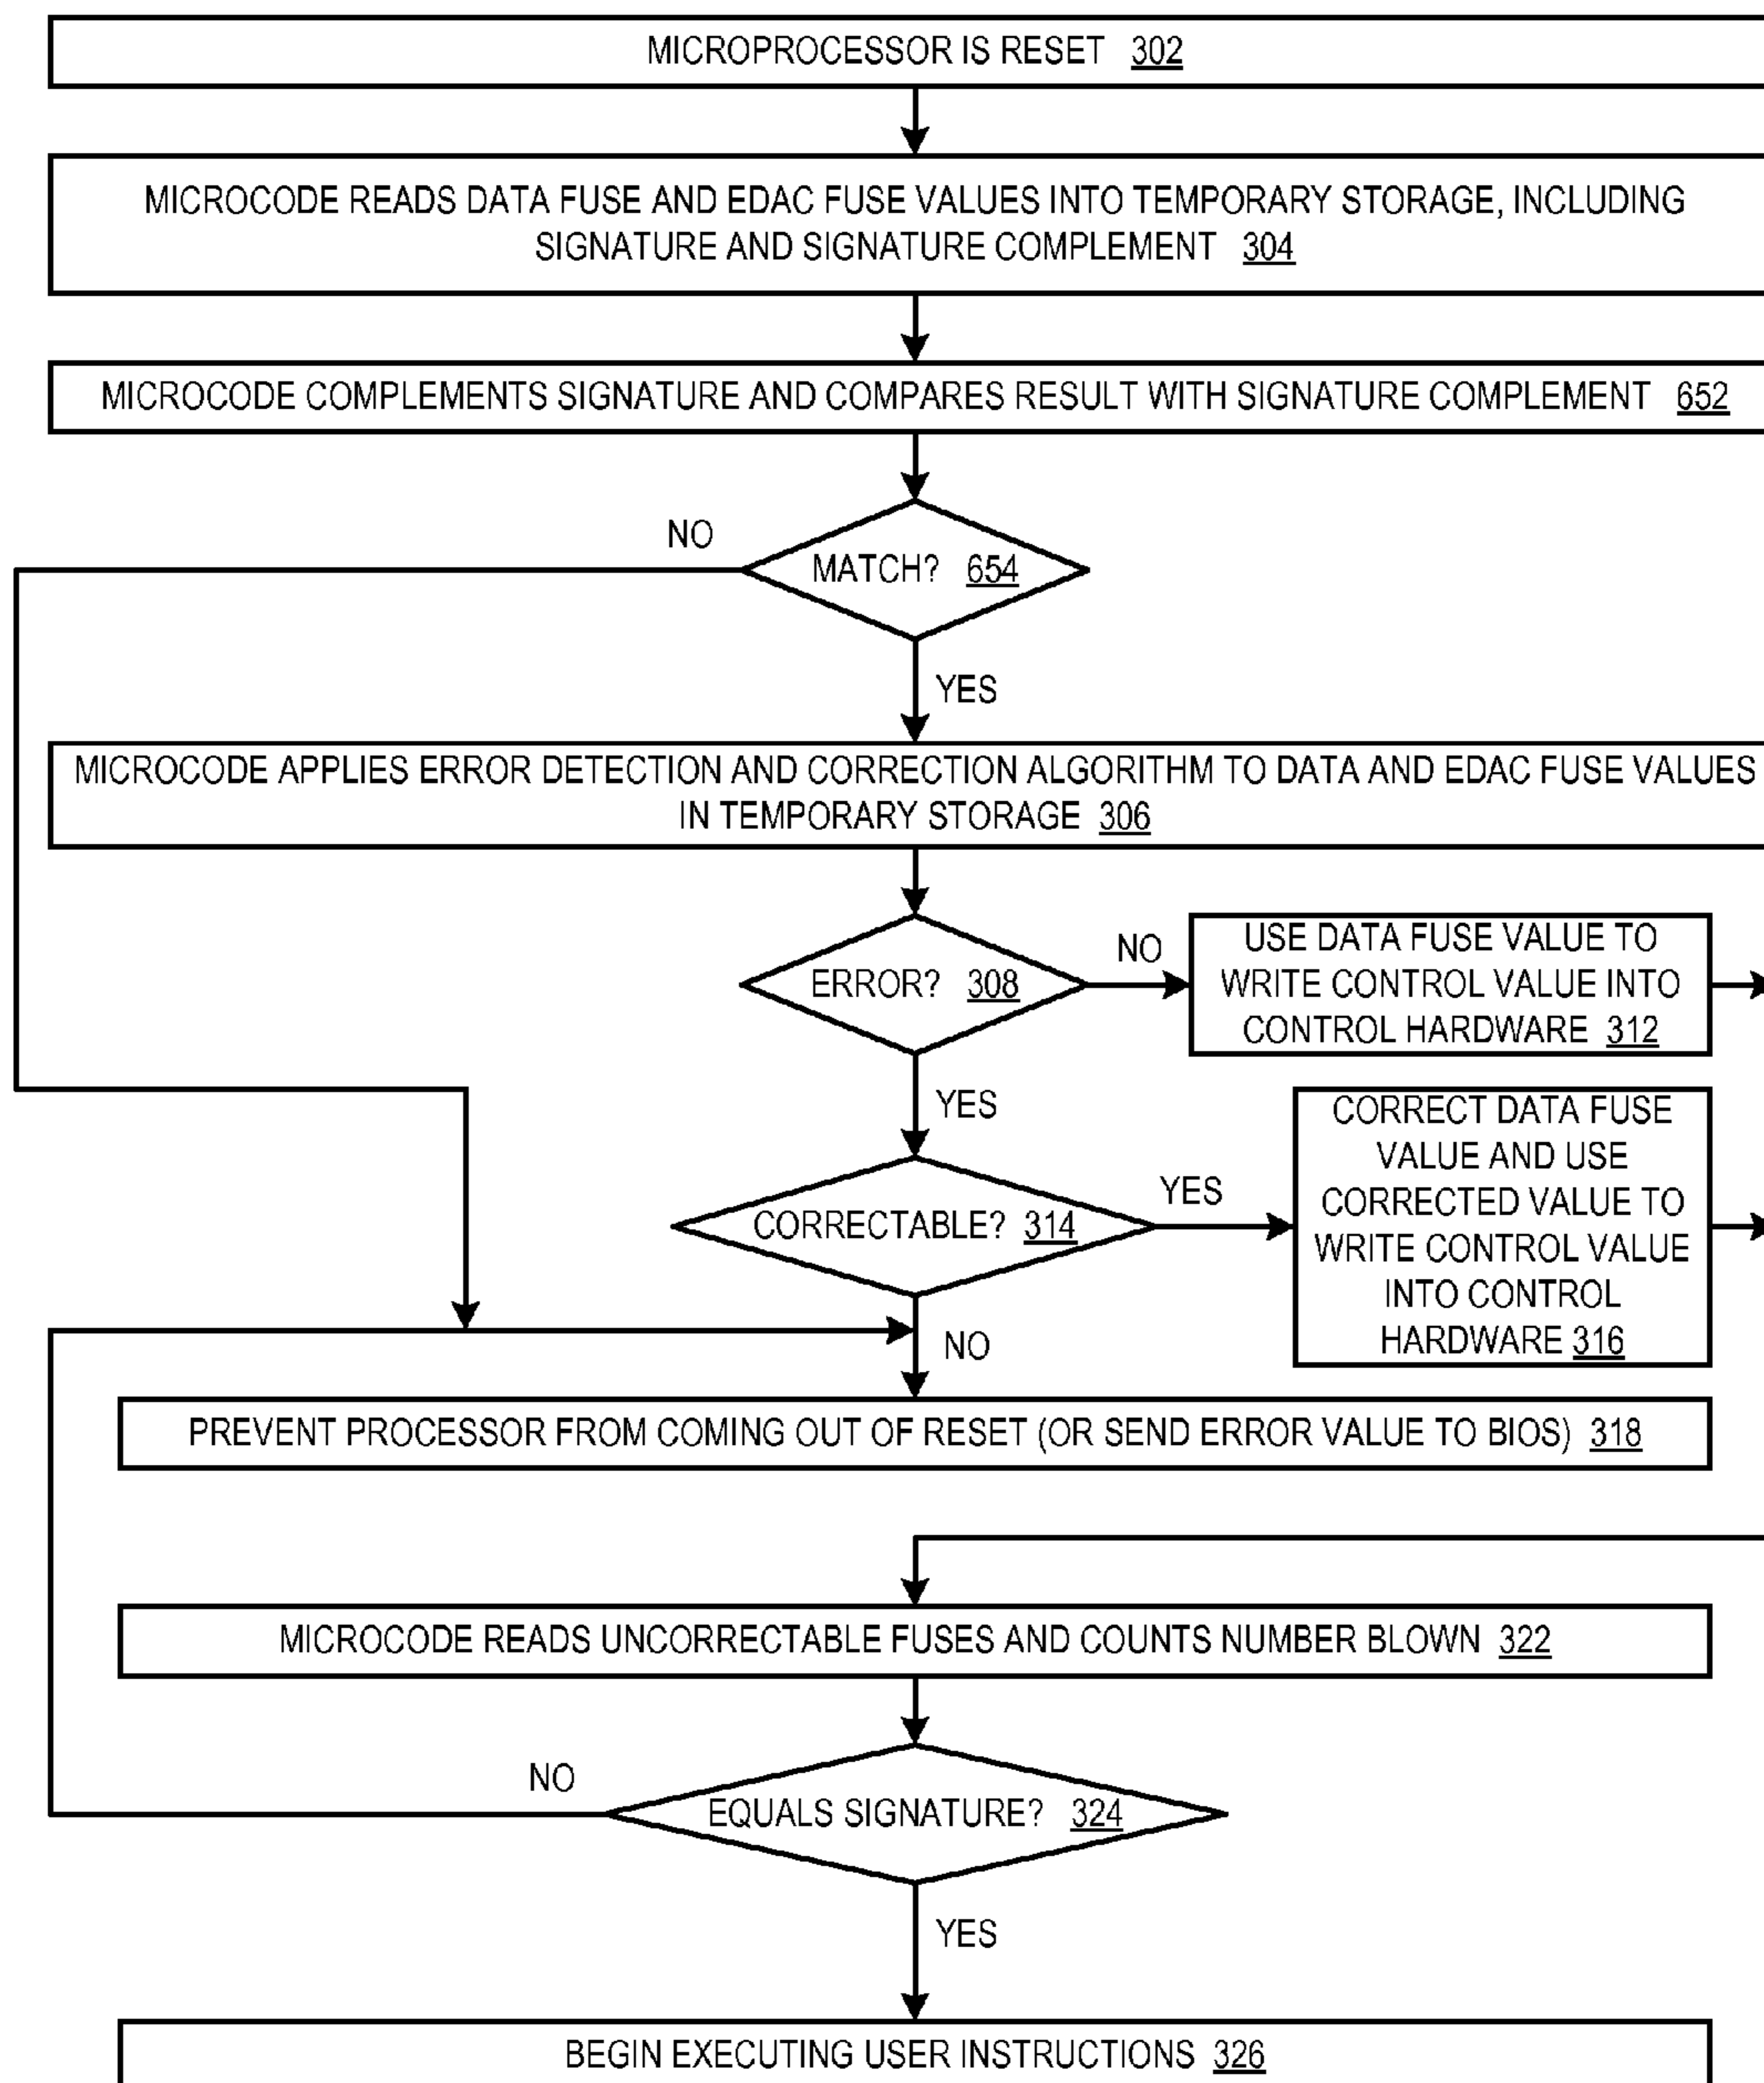 MICROPROCESSOR IS RESET 302
MICROCODE READS DATA FUSE AND EDAC FUSE VALUES INTO TEMPORARY STORAGE, INCLUDING
SIGNATURE AND SIGNATURE COMPLEMENT 304
MICROCODE COMPLEMENTS SIGNATURE AND COMPARES RESULT WITH SIGNATURE COMPLEMENT 652
NO
MATCH? 654
YES
MICROCODE APPLIES ERROR DETECTION AND CORRECTION ALGORITHM TO DATA AND EDAC FUSE VALUES
IN TEMPORARY STORAGE 306
ERROR? 308
NO
USE DATA FUSE VALUE TO
WRITE CONTROL VALUE INTO
CONTROL HARDWARE 312
YES
CORRECTABLE? 314
YES
CORRECT DATA FUSE
VALUE AND USE
CORRECTED VALUE TO
WRITE CONTROL VALUE
INTO CONTROL
HARDWARE 316
NO
PREVENT PROCESSOR FROM COMING OUT OF RESET (OR SEND ERROR VALUE TO BIOS) 318
MICROCODE READS UNCORRECTABLE FUSES AND COUNTS NUMBER BLOWN 322
NO
EQUALS SIGNATURE? 324
YES
BEGIN EXECUTING USER INSTRUCTIONS 326